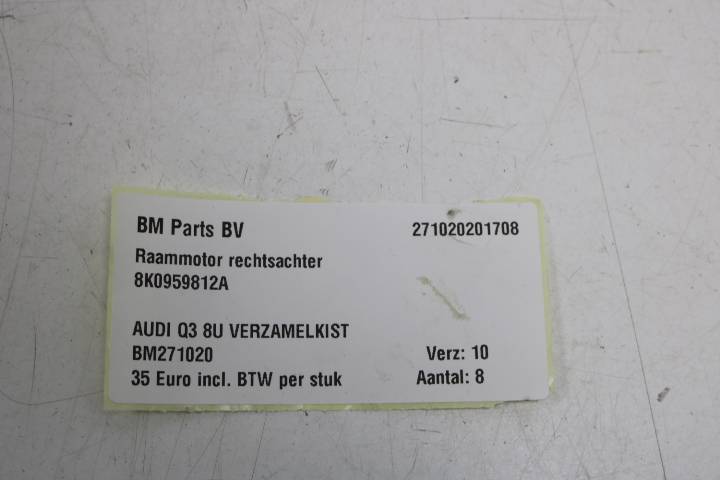 BM Parts BV 271020201708
Raammotor rechtsachter
8K0959812A
AUDI Q3 8U VERZAMELKIST
BM271020 Verz: 10
35 Euro incl. BTW per stuk Aantal: 8